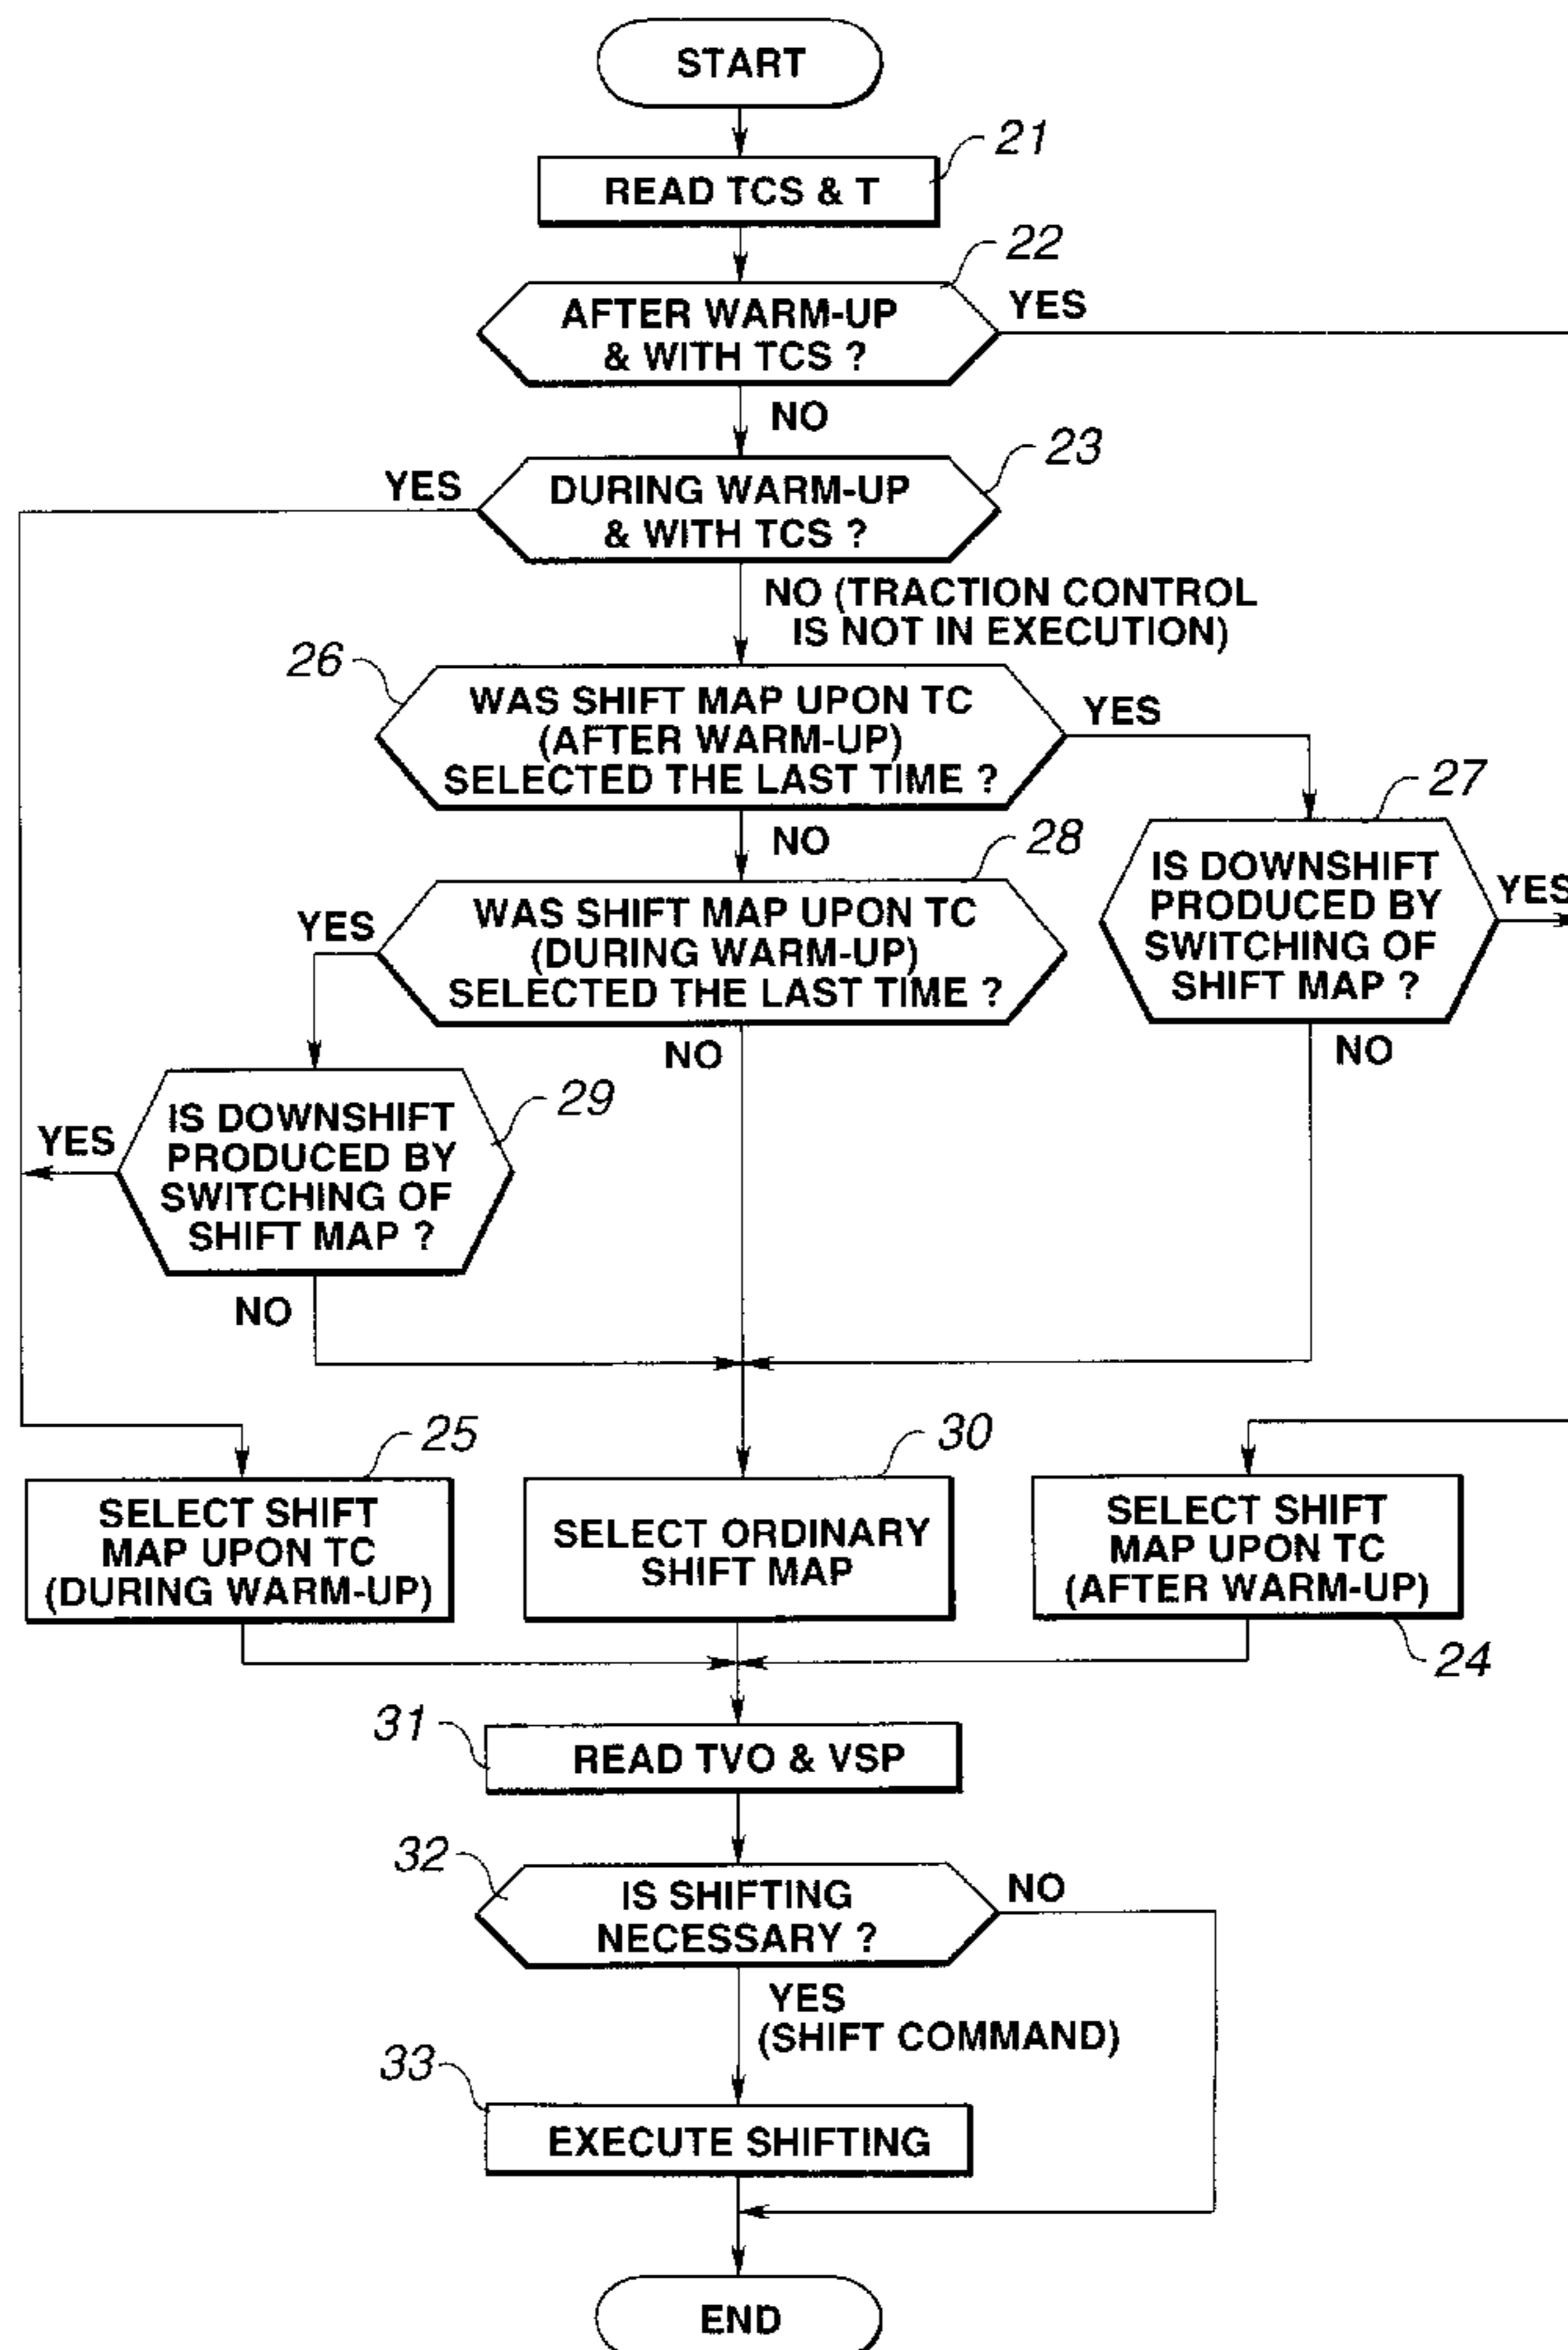 START
21
READ TCS & T
22
AFTER WARM-UP
& WITH TCS ?
YES
NO
23
YES
DURING WARM-UP
& WITH TCS ?
NO (TRACTION CONTROL
IS NOT IN EXECUTION)
26
WAS SHIFT MAP UPON TC
(AFTER WARM-UP)
SELECTED THE LAST TIME ?
YES
27
NO
28
IS DOWNSHIFT
PRODUCED BY
SWITCHING OF
SHIFT MAP ?
YES
NO
YES
WAS SHIFT MAP UPON TC
(DURING WARM-UP)
SELECTED THE LAST TIME ?
NO
29
YES
IS DOWNSHIFT
PRODUCED BY
SWITCHING OF
SHIFT MAP ?
NO
25
SELECT SHIFT
MAP UPON TC
(DURING WARM-UP)
30
SELECT ORDINARY
SHIFT MAP
SELECT SHIFT
MAP UPON TC
(AFTER WARM-UP)
24
31
READ TVO & VSP
32
IS SHIFTING
NECESSARY ?
NO
YES
(SHIFT COMMAND)
33
EXECUTE SHIFTING
END